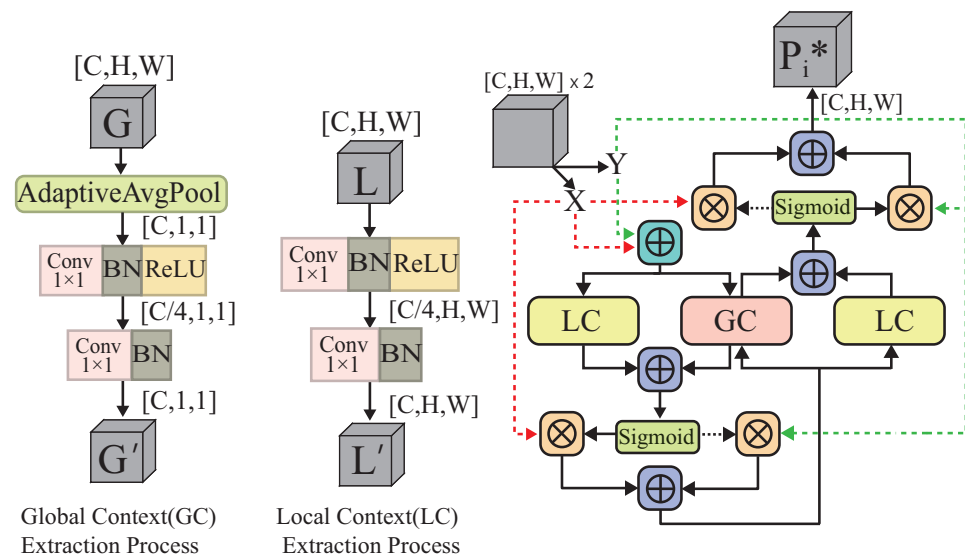 [C,H,W]
G
AdaptiveAvgPool
[C,1,1]
Conv
1×1
BN
ReLU
[C/4,1,1]
Conv
1×1
BN
[C,1,1]
G′
Global Context(GC)
Extraction Process
[C,H,W]
L
Conv
1×1
BN
ReLU
[C/4,H,W]
Conv
1×1
BN
[C,H,W]
L′
Local Context(LC)
Extraction Process
[C,H,W] x 2
Y
X
P_i*
[C,H,W]
Sigmoid
LC
GC
LC
Sigmoid